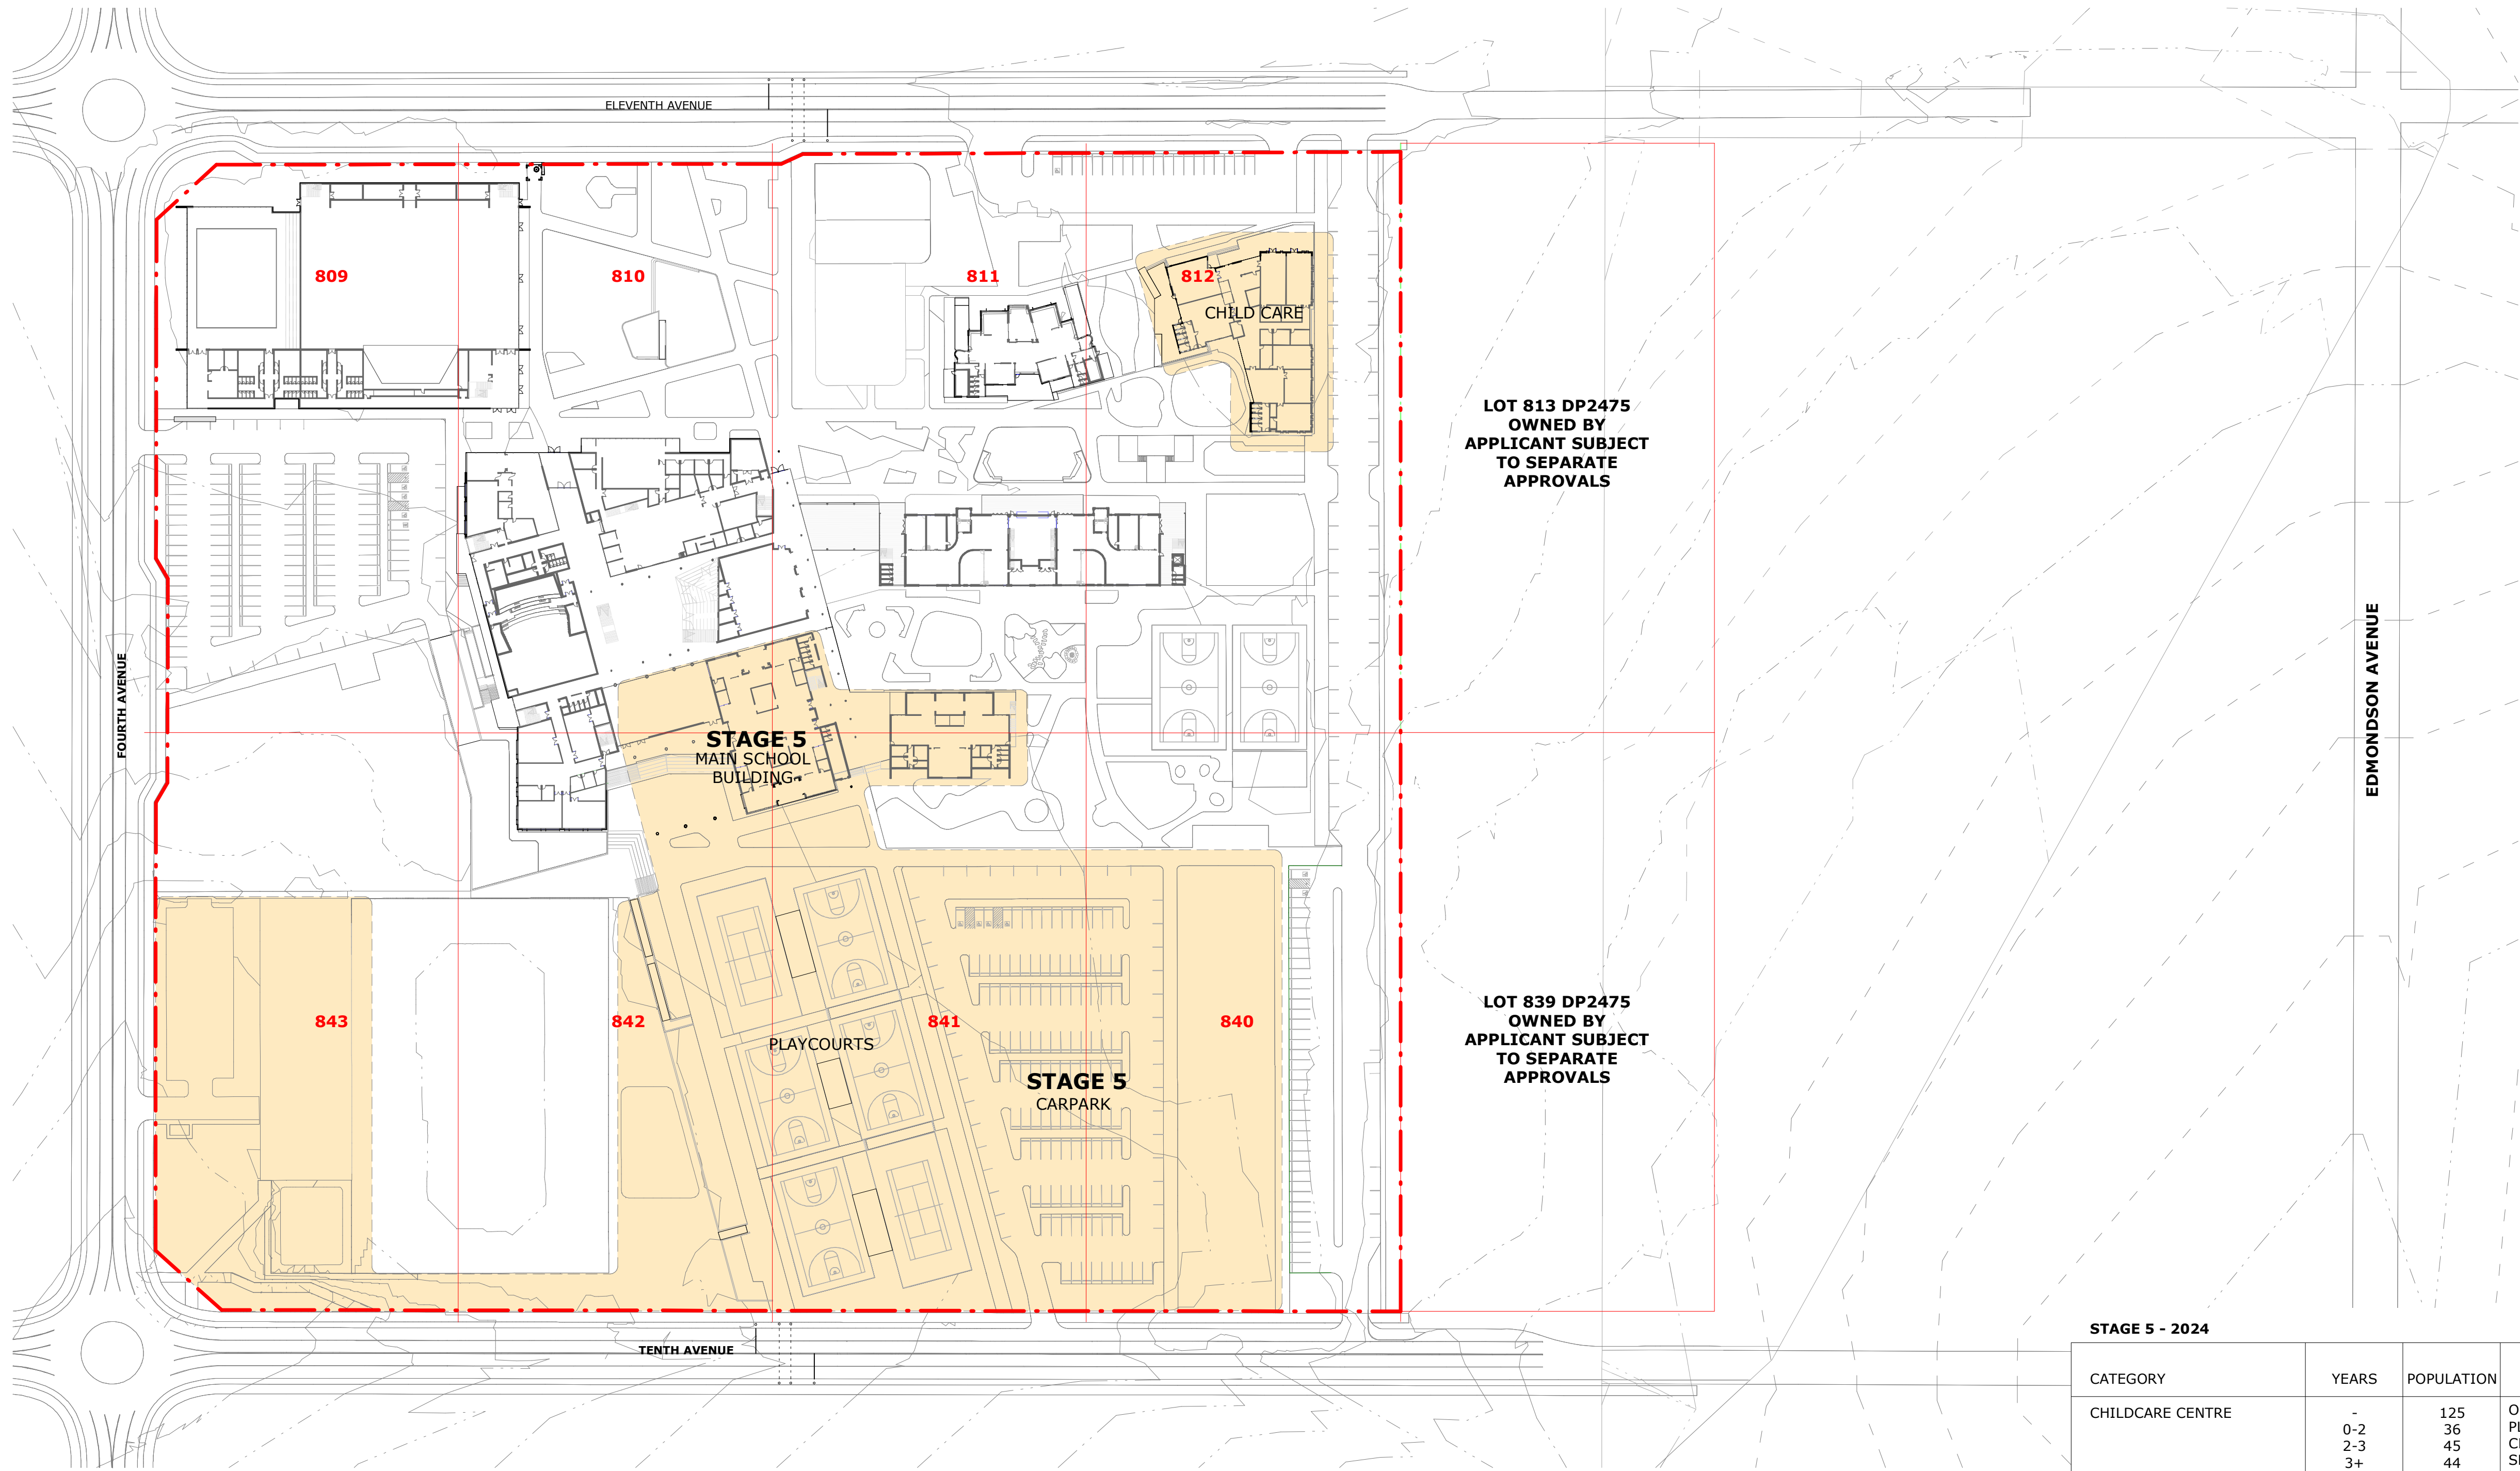 ELEVENTH AVENUE
809
810
811
812
CHILD CARE
LOT 813 DP2475
OWNED BY
APPLICANT SUBJECT
TO SEPARATE
APPROVALS
FOURTH AVENUE
EDMONDSON AVENUE
STAGE 5
MAIN SCHOOL
BUILDING
843
842
841
840
PLAYCOURTS
STAGE 5
CARPARK
LOT 839 DP2475
OWNED BY
APPLICANT SUBJECT
TO SEPARATE
APPROVALS
TENTH AVENUE
STAGE 5 - 2024
CATEGORY YEARS POPULATION
CHILDCARE CENTRE - 125
0-2 36
2-3 45
3+ 44